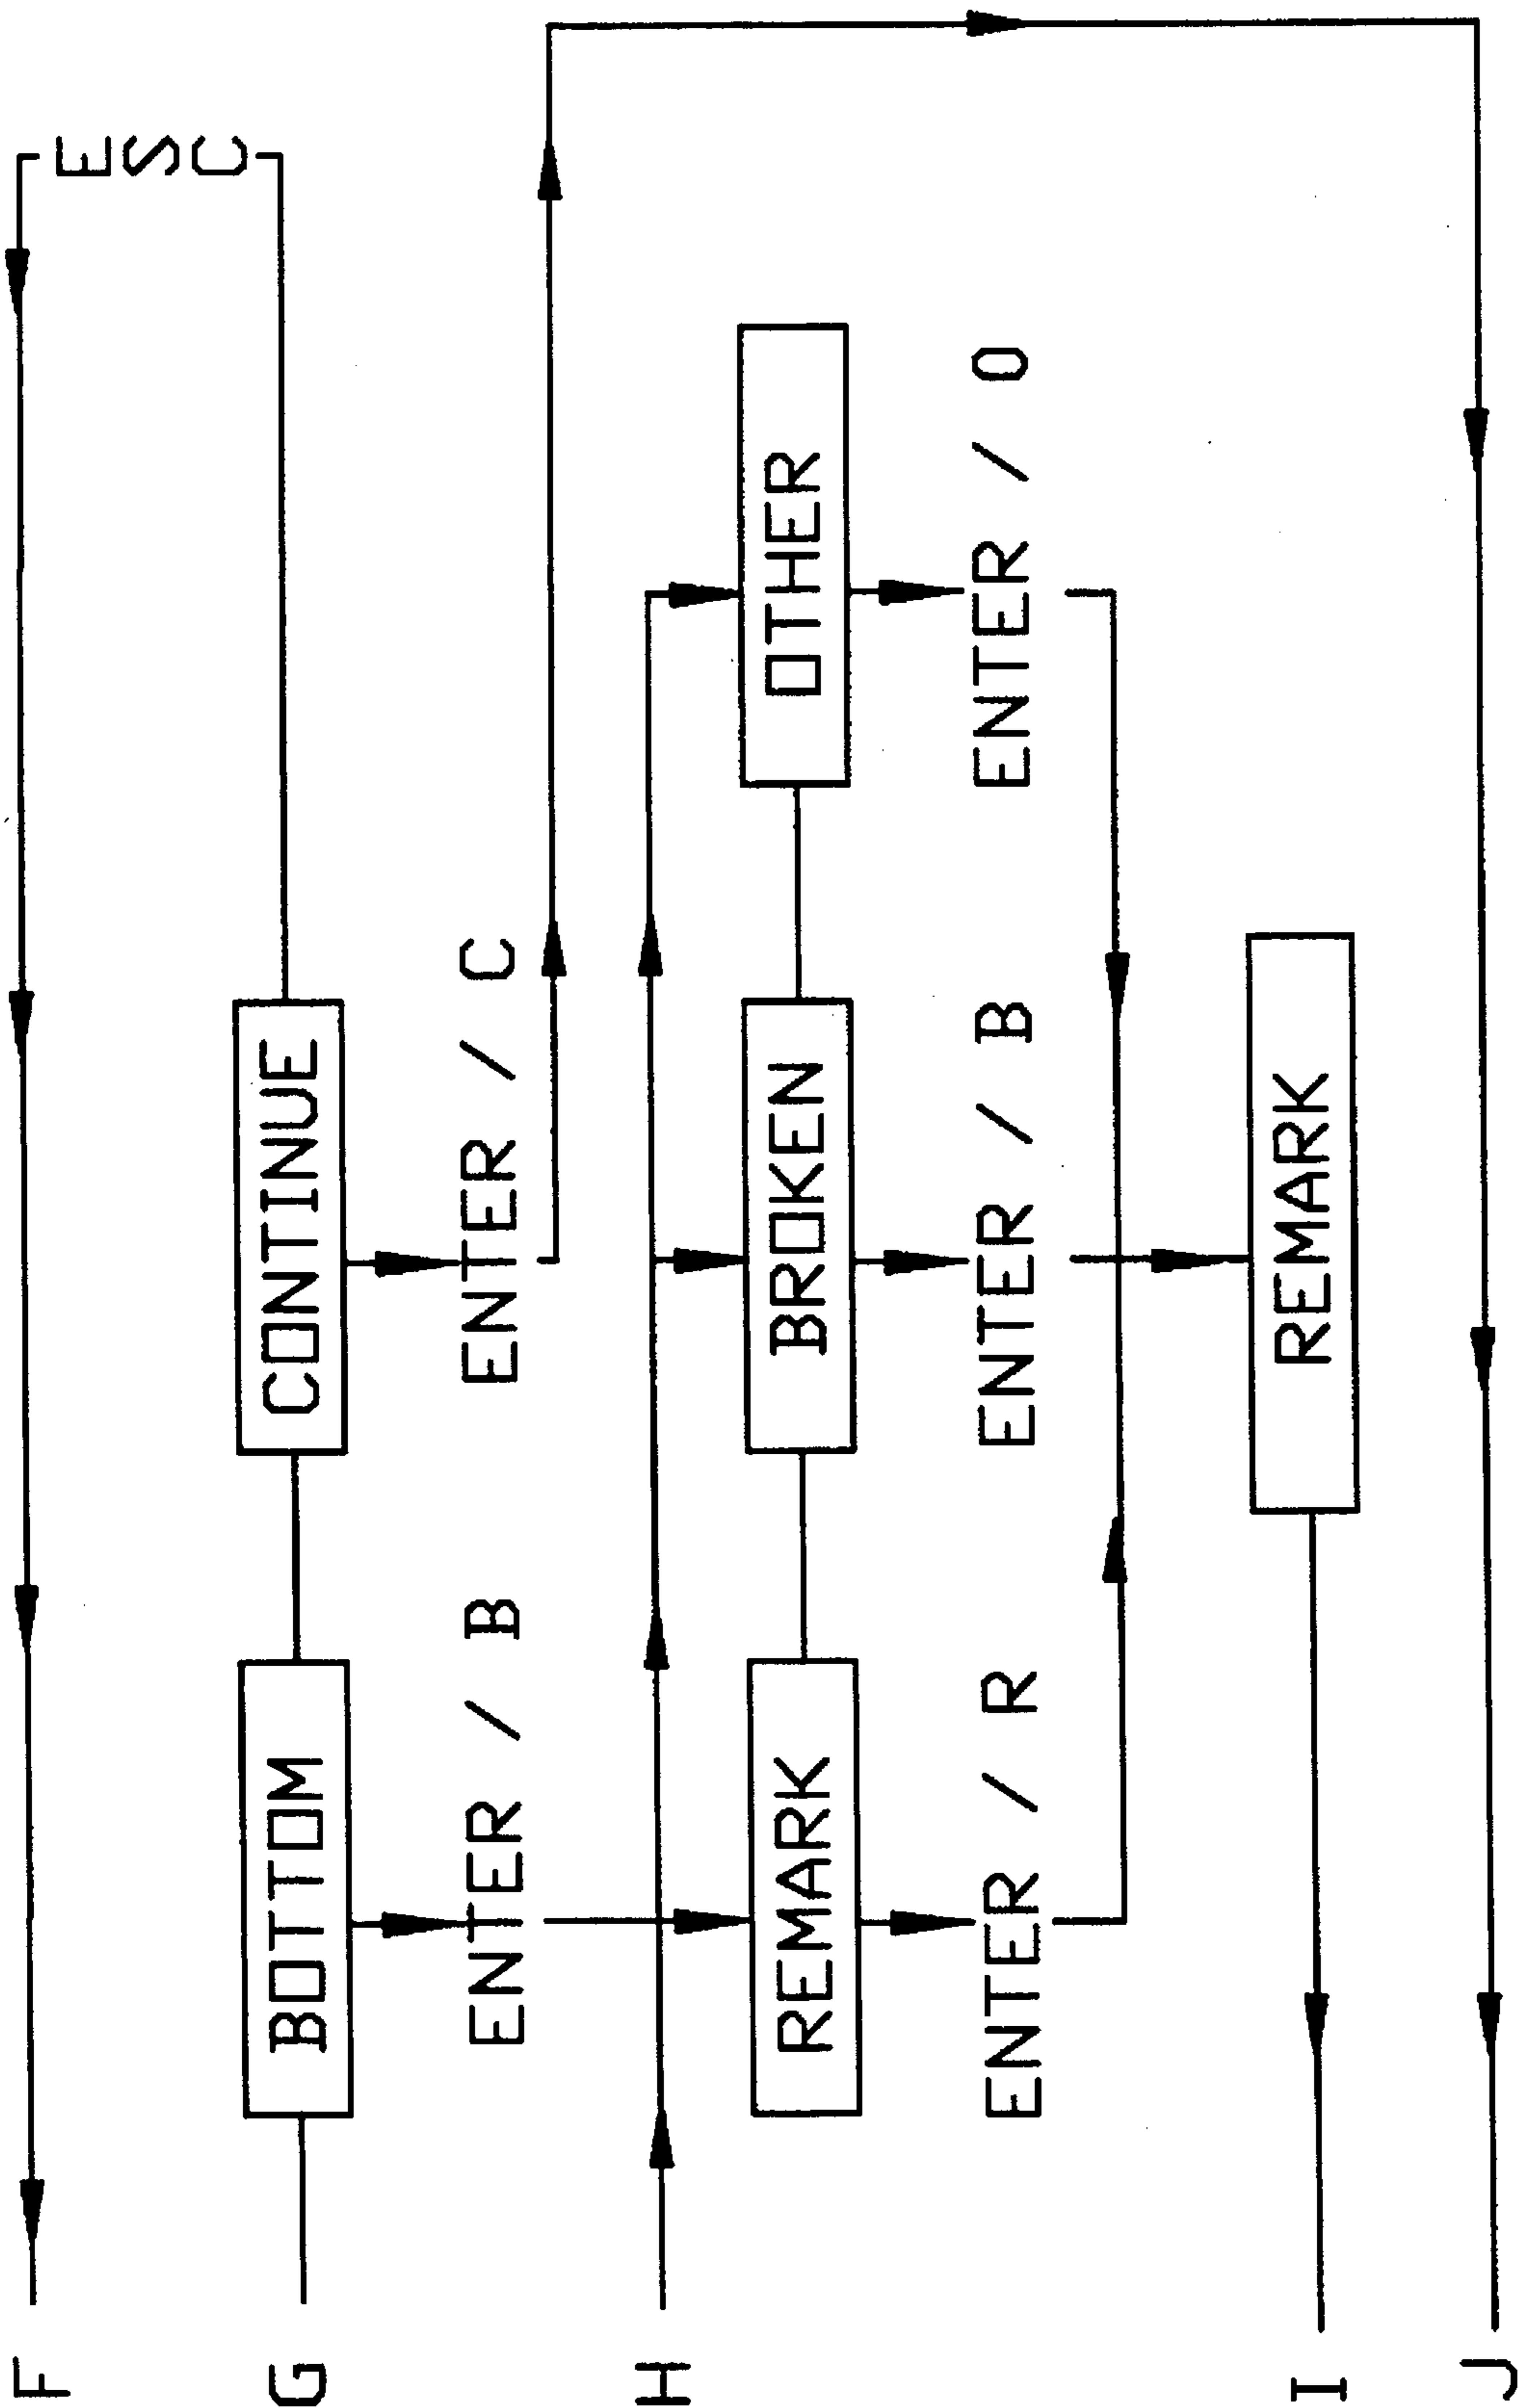 F
ESC
G BOTTOM CONTINUE
ENTER / B ENTER / C
H
REMARK BROKEN OTHER
ENTER / R ENTER / B ENTER / O
I REMARK
J